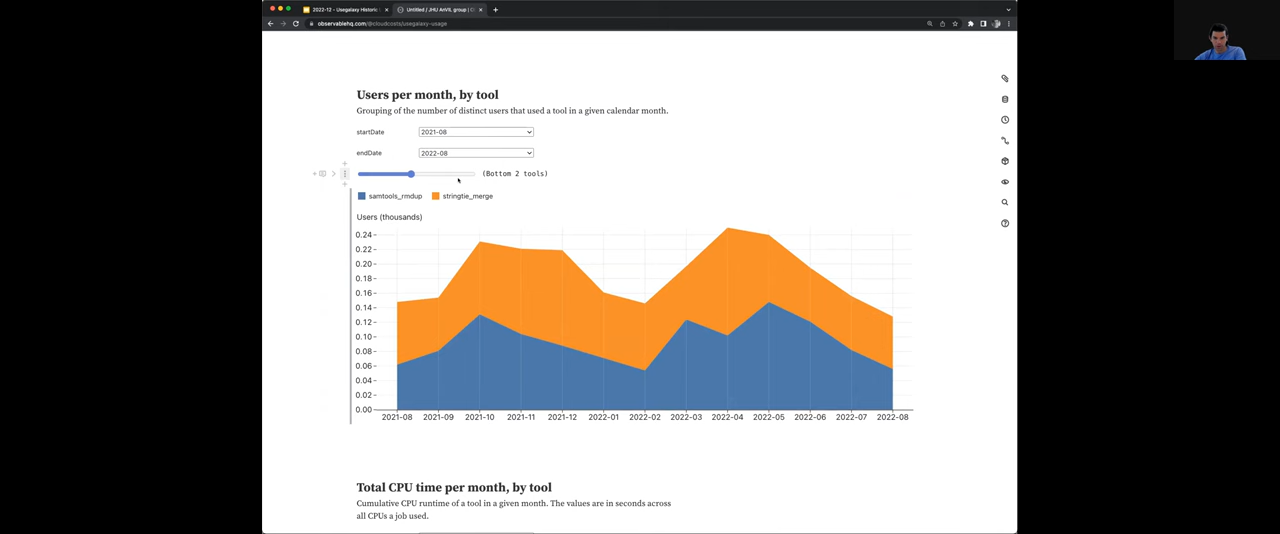 2022-12 - Usegalaxy Historic
Untitled / JHU AnVIL group |
observablehq.com/@cloudcosts/usegalaxy-usage
Users per month, by tool
Grouping of the number of distinct users that used a tool in a given calendar month.
startDate
2021-08
endDate
2022-08
(Bottom 2 tools)
samtools_rmdup
stringtie_merge
Users (thousands)
0.24
0.22
0.20
0.18
0.16
0.14
0.12
0.10
0.08
0.06
0.04
0.02
0.00
2021-08 2021-09 2021-10 2021-11 2021-12 2022-01 2022-02 2022-03 2022-04 2022-05 2022-06 2022-07 2022-08
Total CPU time per month, by tool
Cumulative CPU runtime of a tool in a given month. The values are in seconds across
all CPUs a job used.